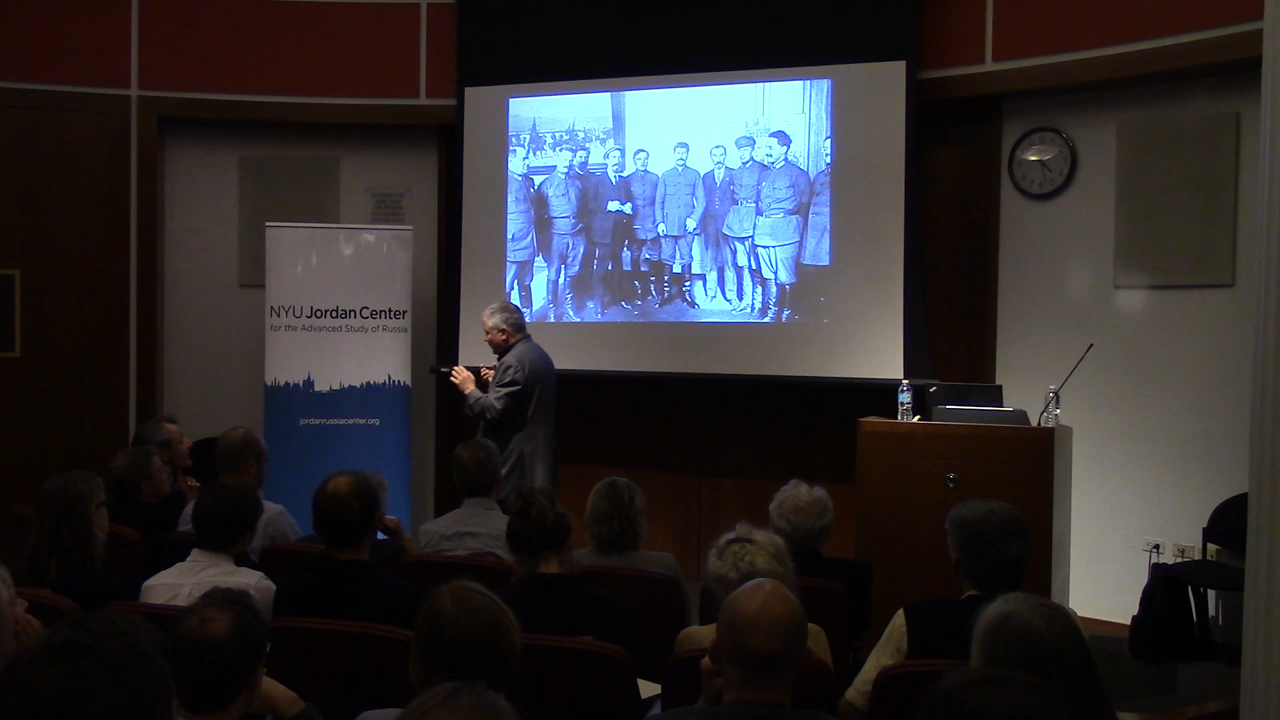 NYU Jordan Center
for the Advanced Study of Russia
jordanrussiacenter.org